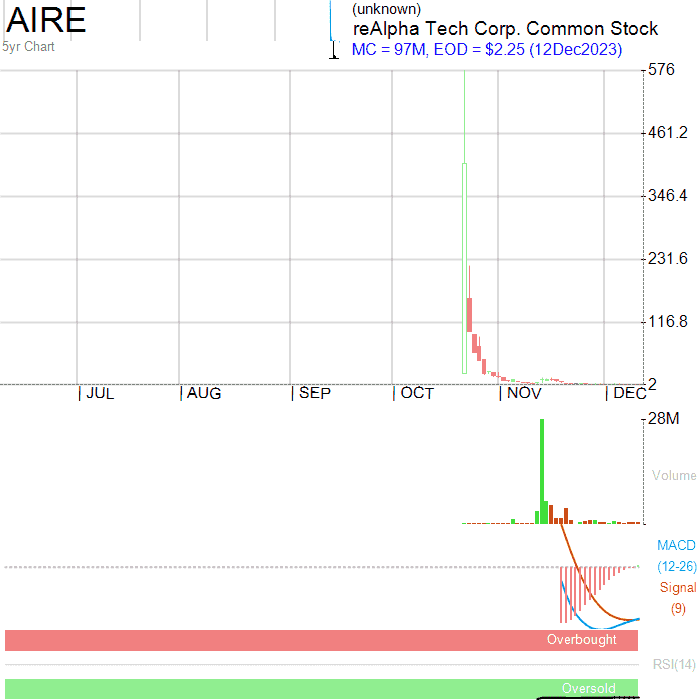 AIRE
(unknown)
reAlpha Tech Corp. Common Stock
5yr Chart
MC = 97M, EOD = $2.25 (12Dec2023)
576
461.2
346.4
231.6
116.8
2
JUL AUG SEP OCT NOV DEC
28M
Volume
MACD
(12-26)
Signal
(9)
Overbought
RSI(14)
Oversold